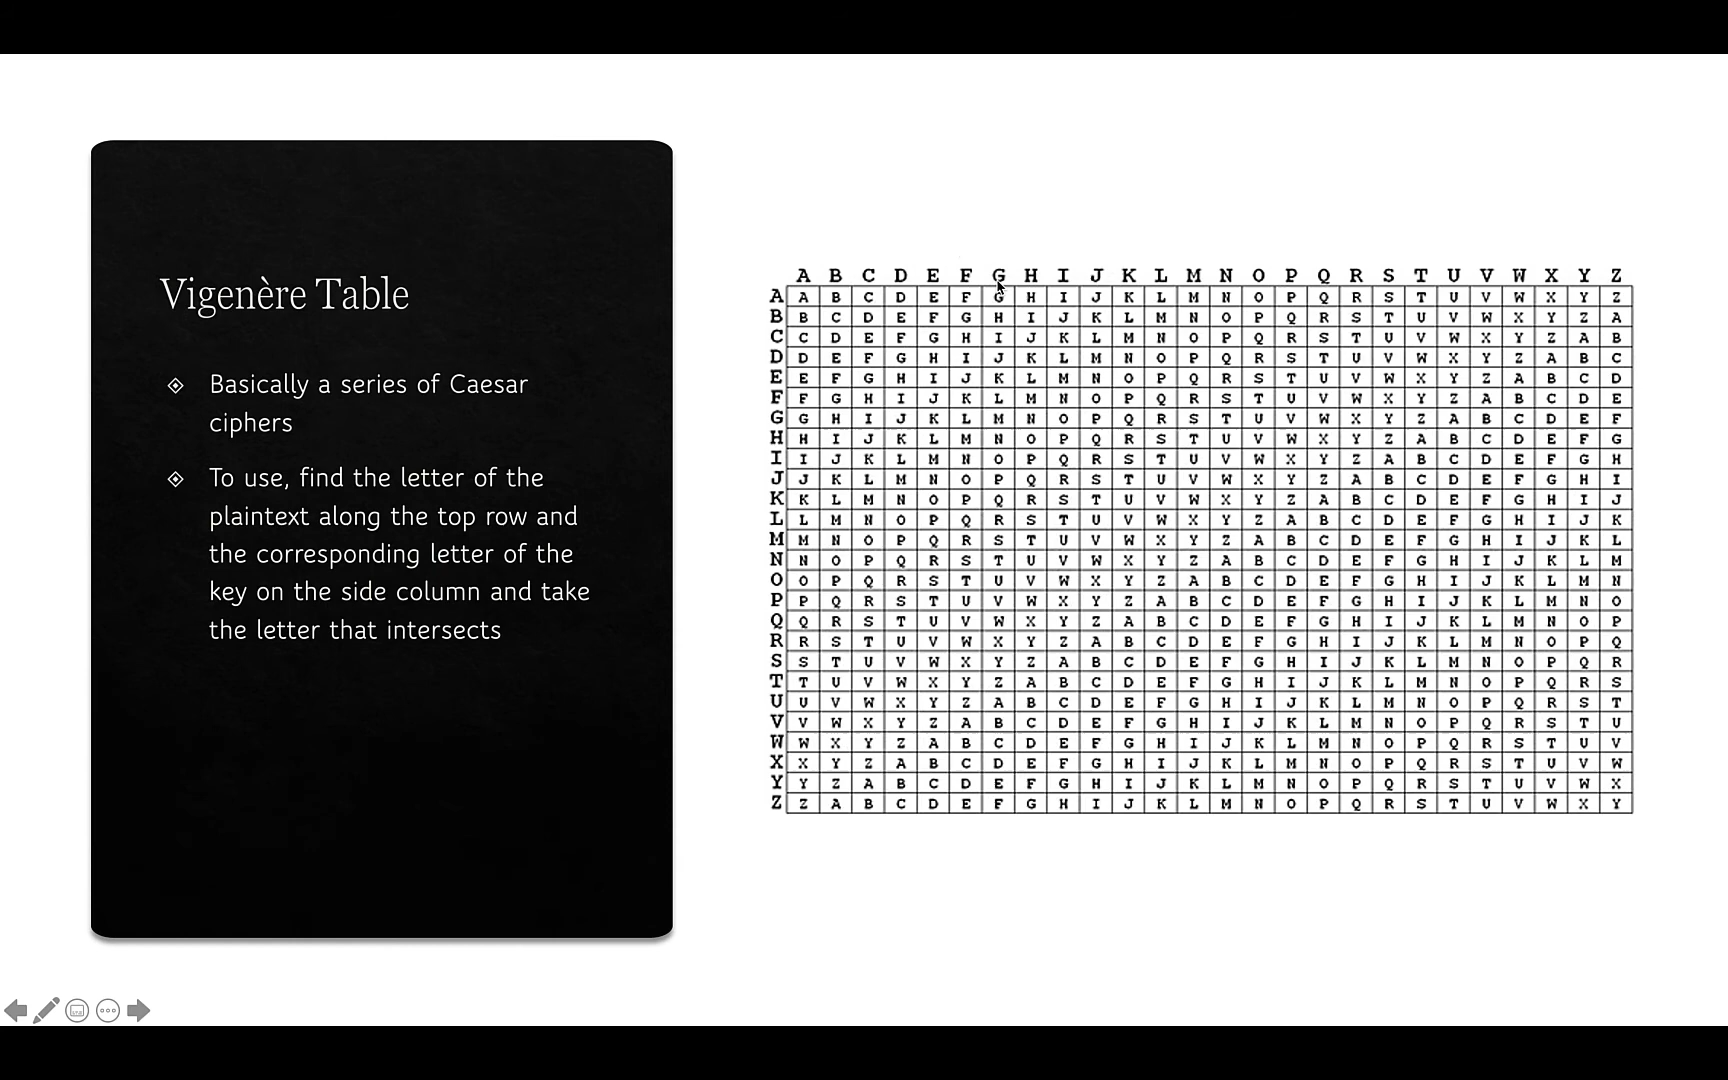 Vigenère Table
Basically a series of Caesar
ciphers
To use, find the letter of the
plaintext along the top row and
the corresponding letter of the
key on the side column and take
the letter that intersects
A B C D E F G H I J K L M N O P Q R S T U V W X Y Z
A A B C D E F G H I J K L M N O P Q R S T U V W X Y Z
B B C D E F G H I J K L M N O P Q R S T U V W X Y Z A
C C D E F G H I J K L M N O P Q R S T U V W X Y Z A B
D D E F G H I J K L M N O P Q R S T U V W X Y Z A B C
E E F G H I J K L M N O P Q R S T U V W X Y Z A B C D
F F G H I J K L M N O P Q R S T U V W X Y Z A B C D E
G G H I J K L M N O P Q R S T U V W X Y Z A B C D E F
H H I J K L M N O P Q R S T U V W X Y Z A B C D E F G
I I J K L M N O P Q R S T U V W X Y Z A B C D E F G H
J J K L M N O P Q R S T U V W X Y Z A B C D E F G H I
K K L M N O P Q R S T U V W X Y Z A B C D E F G H I J
L L M N O P Q R S T U V W X Y Z A B C D E F G H I J K
M M N O P Q R S T U V W X Y Z A B C D E F G H I J K L
N N O P Q R S T U V W X Y Z A B C D E F G H I J K L M
O O P Q R S T U V W X Y Z A B C D E F G H I J K L M N
P P Q R S T U V W X Y Z A B C D E F G H I J K L M N O
Q Q R S T U V W X Y Z A B C D E F G H I J K L M N O P
R R S T U V W X Y Z A B C D E F G H I J K L M N O P Q
S S T U V W X Y Z A B C D E F G H I J K L M N O P Q R
T T U V W X Y Z A B C D E F G H I J K L M N O P Q R S
U U V W X Y Z A B C D E F G H I J K L M N O P Q R S T
V V W X Y Z A B C D E F G H I J K L M N O P Q R S T U
W W X Y Z A B C D E F G H I J K L M N O P Q R S T U V
X X Y Z A B C D E F G H I J K L M N O P Q R S T U V W
Y Y Z A B C D E F G H I J K L M N O P Q R S T U V W X
Z Z A B C D E F G H I J K L M N O P Q R S T U V W X Y